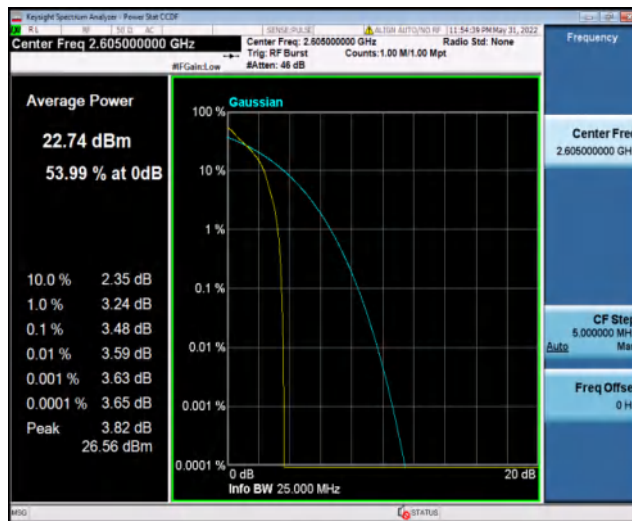 Keysight Spectrum Analyzer - Power Stat CCDF
RL RF 50 Ω AC SENSE:PULSE ALIGN AUTO/NO RF 11:54:39 PM May 31, 2022
Center Freq 2.605000000 GHz
Center Freq: 2.605000000 GHz Radio Std: None
Trig: RF Burst Counts:1.00 M/1.00 Mpt
#IFGain:Low #Atten: 46 dB
Frequency
Average Power
22.74 dBm
53.99 % at 0dB
10.0 % 2.35 dB
1.0 % 3.24 dB
0.1 % 3.48 dB
0.01 % 3.59 dB
0.001 % 3.63 dB
0.0001 % 3.65 dB
Peak 3.82 dB
26.56 dBm
Gaussian
100 %
10 %
1 %
0.1 %
0.01 %
0.001 %
0.0001 %
0 dB 20 dB
Info BW 25.000 MHz
Center Fre
2.605000000 GH
CF Step
5.000000 MH
Auto Ma
Freq Offse
0 H
MSG STATUS